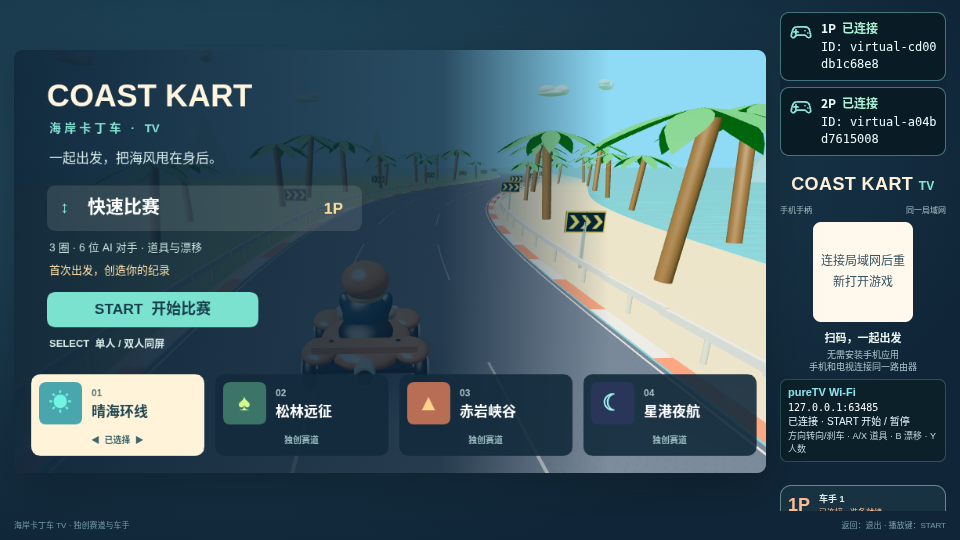 COAST KART
海岸卡丁车 · TV
一起出发，把海风甩在身后。
↕ 快速比赛 1P
3 圈 · 6 位 AI 对手 · 道具与漂移
首次出发，创造你的纪录
START 开始比赛
SELECT 单人 / 双人同屏
01
晴海环线
◀ 已选择 ▶
02
松林远征
独创赛道
03
赤岩峡谷
独创赛道
04
星港夜航
独创赛道
1P 已连接
ID: virtual-cd00
db1c68e8
2P 已连接
ID: virtual-a04b
d7615008
COAST KART TV
手机手柄 同一局域网
连接局域网后重
新打开游戏
扫码，一起出发
无需安装手机应用
手机和电视连接同一路由器
pureTV Wi-Fi
127.0.0.1:63485
已连接 · START 开始 / 暂停
方向转向/刹车 · A/X 道具 · B 漂移 · Y
人数
1P 车手 1
海岸卡丁车 TV · 独创赛道与车手
返回: 退出 · 播放键: START